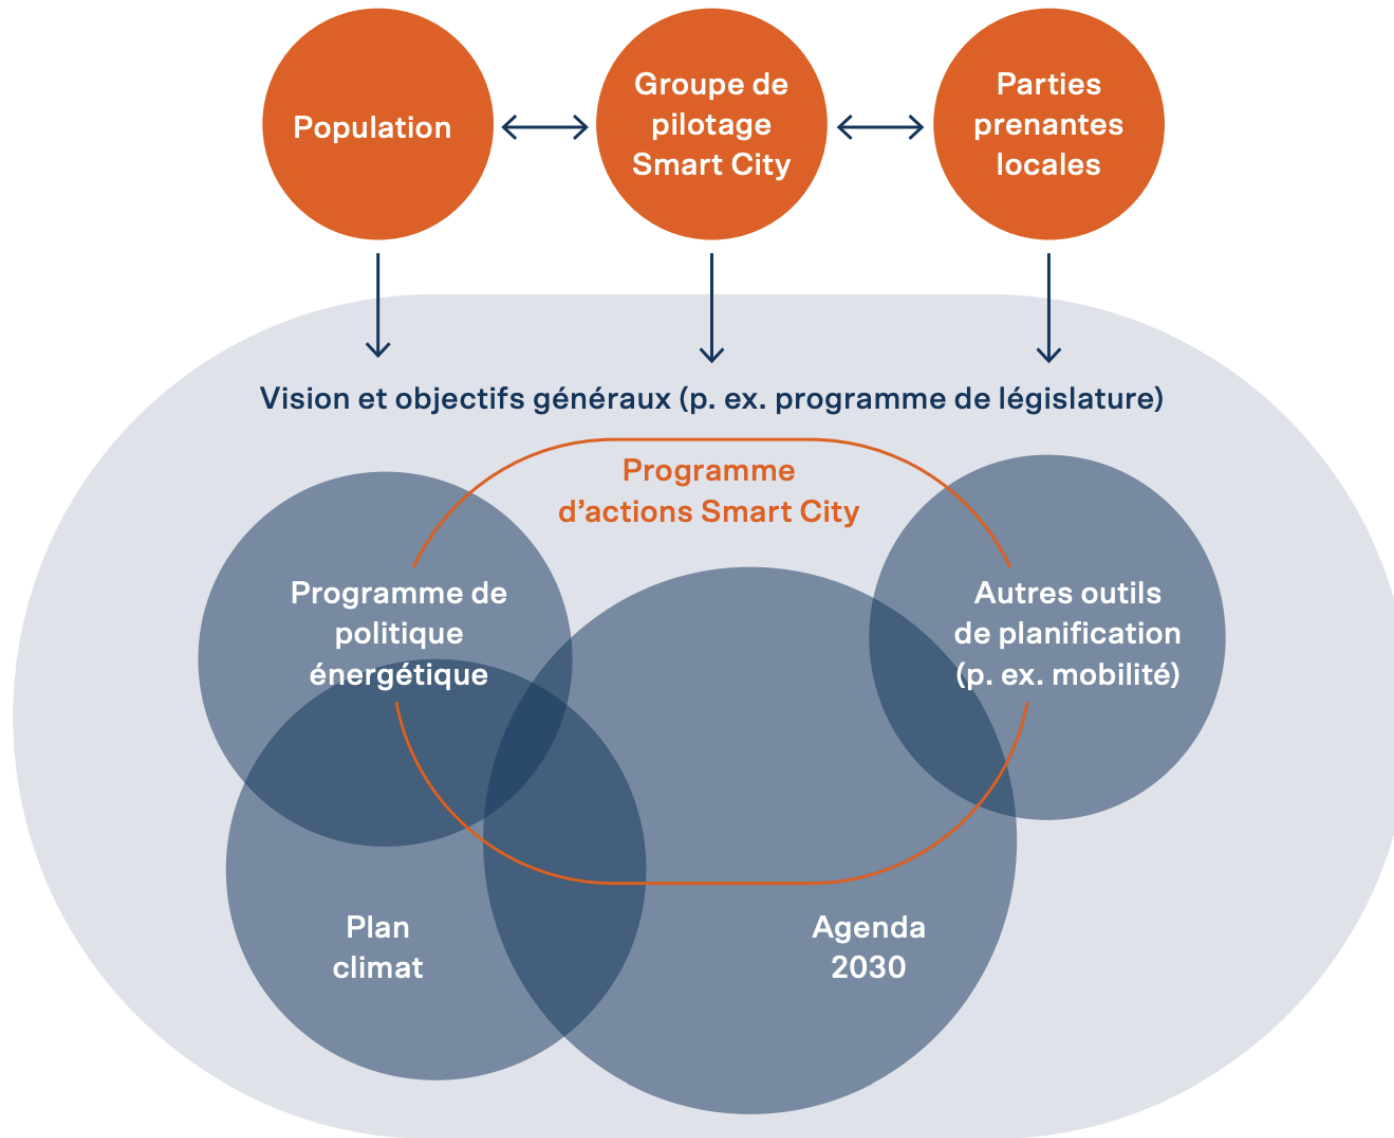 Population
Groupe de
pilotage
Smart City
Parties
prenantes
locales
Vision et objectifs généraux (p. ex. programme de législature)
Programme
d’actions Smart City
Programme de
politique
énergétique
Autres outils
de planification
(p. ex. mobilité)
Plan
climat
Agenda
2030